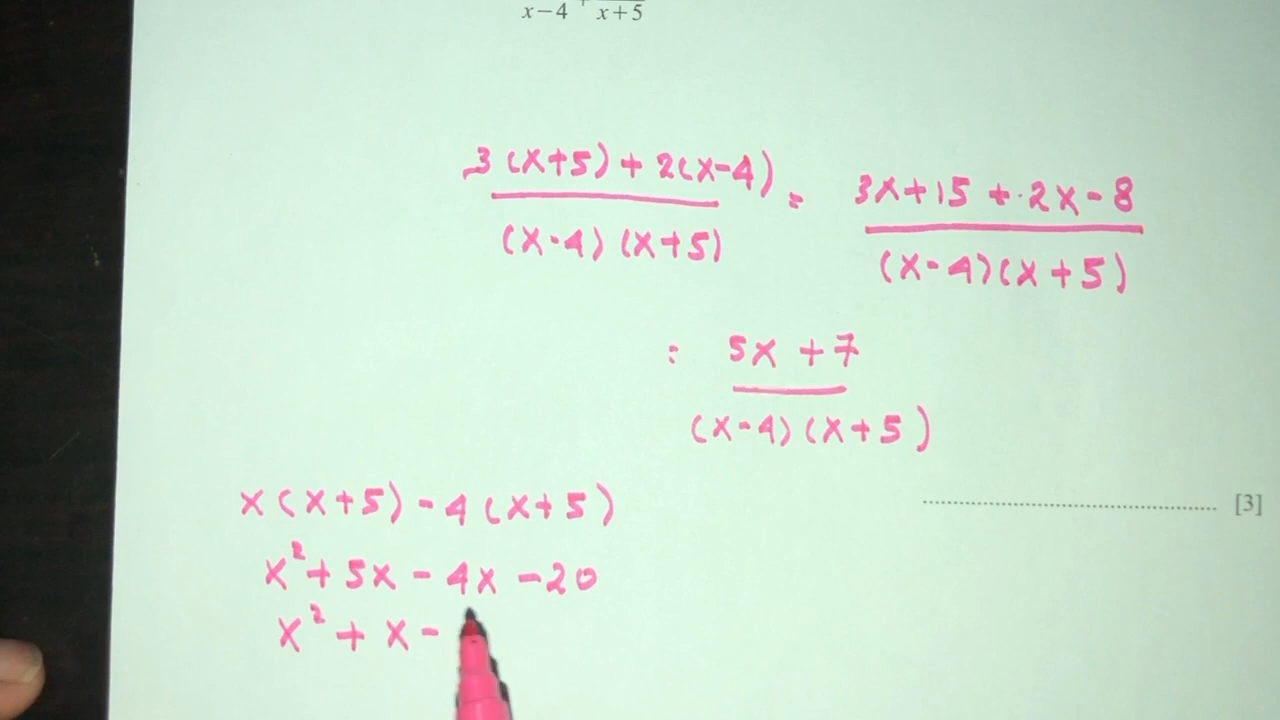 x-4 + x+5
3(x+5) + 2(x-4) = 3x+15 + 2x-8
(x-4)(x+5) (x-4)(x+5)
= 5x + 7
(x-4)(x+5)
x(x+5) - 4(x+5)
.......................................... [3]
x² + 5x - 4x - 20
x² + x -